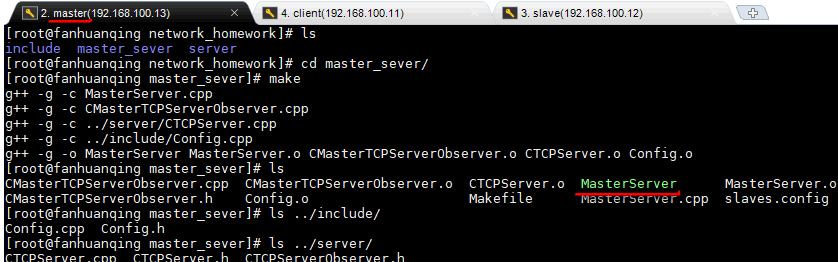 2. master(192.168.100.13) 4. client(192.168.100.11) 3. slave(192.168.100.12)
[root@fanhuanqing network_homework]# ls
include master_sever server
[root@fanhuanqing network_homework]# cd master_sever/
[root@fanhuanqing master_sever]# make
g++ -g -c MasterServer.cpp
g++ -g -c CMasterTCPServerObserver.cpp
g++ -g -c ../server/CTCPServer.cpp
g++ -g -c ../include/Config.cpp
g++ -g -o MasterServer MasterServer.o CMasterTCPServerObserver.o CTCPServer.o Config.o
[root@fanhuanqing master_sever]# ls
CMasterTCPServerObserver.cpp CMasterTCPServerObserver.o CTCPServer.o MasterServer MasterServer.o
CMasterTCPServerObserver.h Config.o Makefile MasterServer.cpp slaves.config
[root@fanhuanqing master_sever]# ls ../include/
Config.cpp Config.h
[root@fanhuanqing master_sever]# ls ../server/
CTCPServer.cpp CTCPServer.h CTCPServerObserver.h